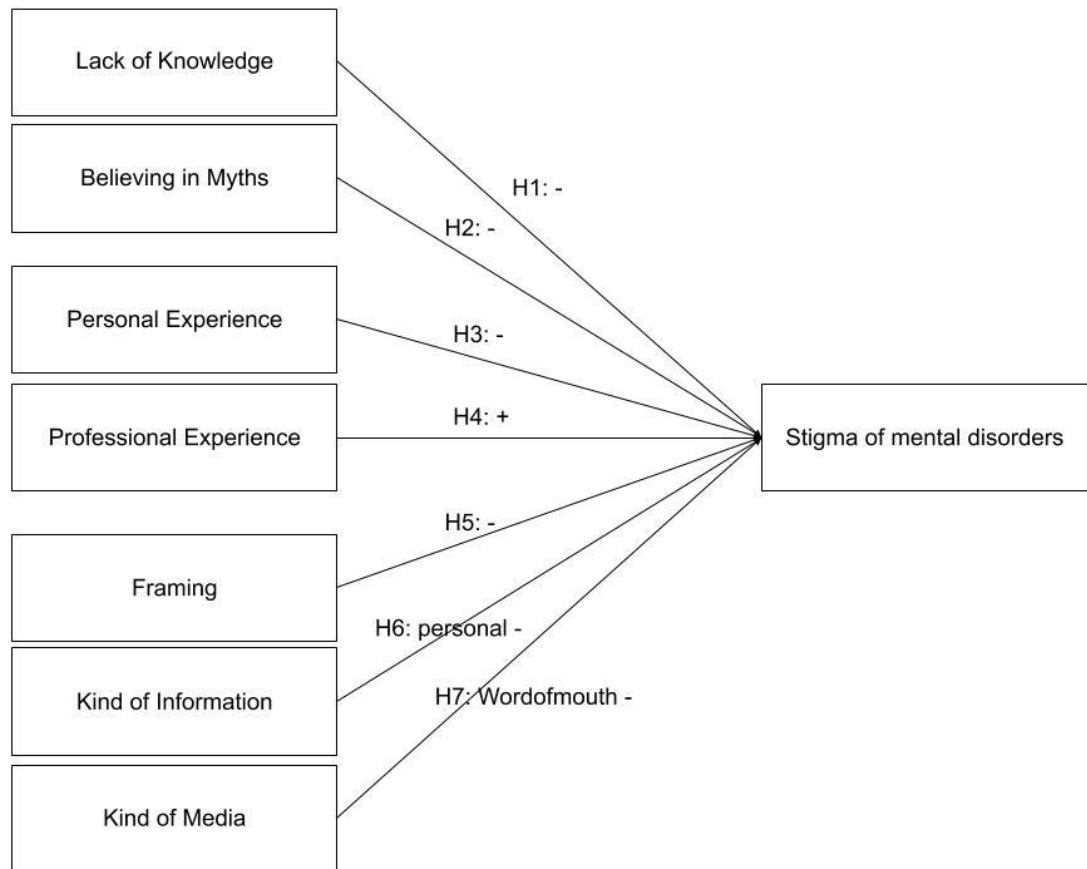 Lack of Knowledge
Believing in Myths
H1: -
H2: -
Personal Experience
H3: -
Professional Experience
H4: +
Stigma of mental disorders
H5: -
Framing
H6: personal -
Kind of Information
H7: Wordofmouth -
Kind of Media